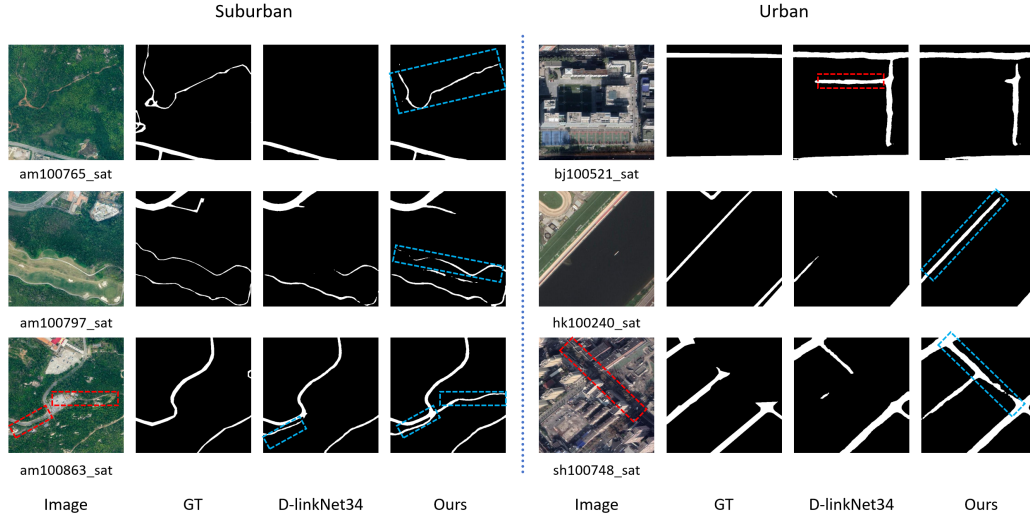 Suburban
Urban
am100765_sat
bj100521_sat
am100797_sat
hk100240_sat
am100863_sat
sh100748_sat
Image GT D-linkNet34 Ours Image GT D-linkNet34 Ours